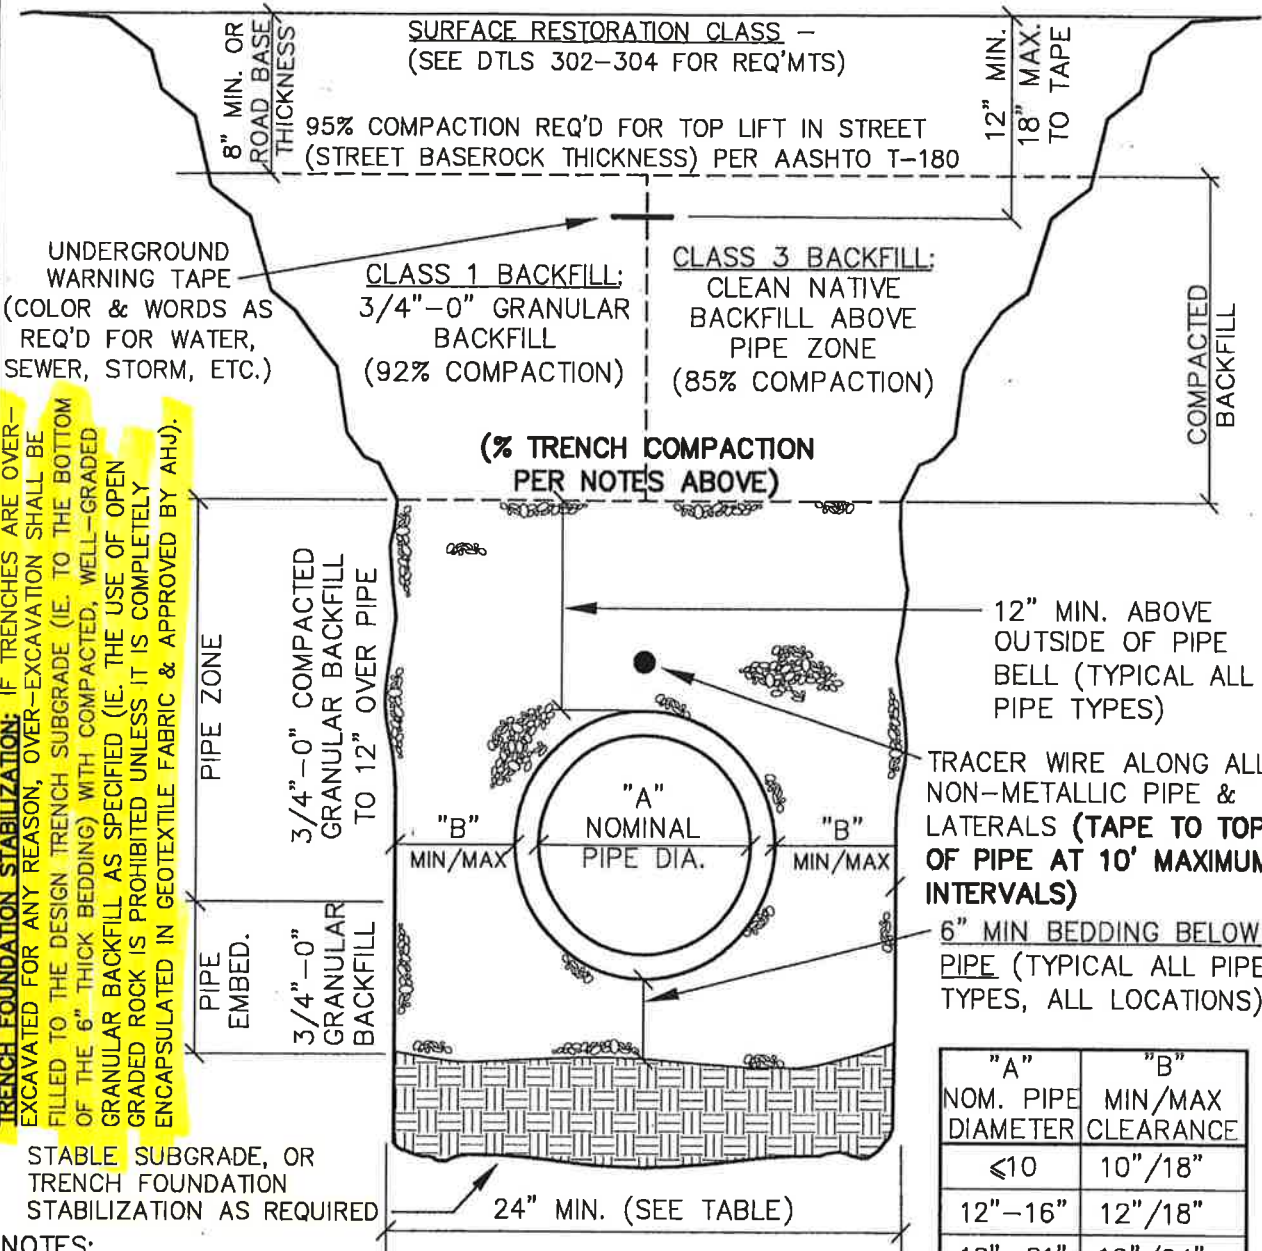 SURFACE RESTORATION CLASS –
(SEE DTLS 302–304 FOR REQ'MTS)
8" MIN. OR
ROAD BASE
THICKNESS
12" MIN.
18" MAX.
TO TAPE
95% COMPACTION REQ'D FOR TOP LIFT IN STREET
(STREET BASEROCK THICKNESS) PER AASHTO T–180
UNDERGROUND
WARNING TAPE
(COLOR & WORDS AS
REQ'D FOR WATER,
SEWER, STORM, ETC.)
CLASS 1 BACKFILL:
3/4"–0" GRANULAR
BACKFILL
(92% COMPACTION)
CLASS 3 BACKFILL:
CLEAN NATIVE
BACKFILL ABOVE
PIPE ZONE
(85% COMPACTION)
COMPACTED
BACKFILL
(% TRENCH COMPACTION
PER NOTES ABOVE)
TRENCH FOUNDATION STABILIZATION: IF TRENCHES ARE OVER–
EXCAVATED FOR ANY REASON, OVER–EXCAVATION SHALL BE
FILLED TO THE DESIGN TRENCH SUBGRADE (IE. TO THE BOTTOM
OF THE 6" THICK BEDDING) WITH COMPACTED, WELL–GRADED
GRANULAR BACKFILL AS SPECIFIED (IE. THE USE OF OPEN
GRADED ROCK IS PROHIBITED UNLESS IT IS COMPLETELY
ENCAPSULATED IN GEOTEXTILE FABRIC & APPROVED BY AHJ).
PIPE ZONE
3/4"–0" COMPACTED
GRANULAR BACKFILL
TO 12" OVER PIPE
12" MIN. ABOVE
OUTSIDE OF PIPE
BELL (TYPICAL ALL
PIPE TYPES)
TRACER WIRE ALONG ALL
NON–METALLIC PIPE &
LATERALS (TAPE TO TOP
OF PIPE AT 10' MAXIMUM
INTERVALS)
"B"
MIN/MAX
"A"
NOMINAL
PIPE DIA.
"B"
MIN/MAX
PIPE
EMBED.
3/4"–0"
GRANULAR
BACKFILL
6" MIN BEDDING BELOW
PIPE (TYPICAL ALL PIPE
TYPES, ALL LOCATIONS)
STABLE SUBGRADE, OR
TRENCH FOUNDATION
STABILIZATION AS REQUIRED
24" MIN. (SEE TABLE)
"A" "B"
NOM. PIPE MIN/MAX
DIAMETER CLEARANCE
≤10 10"/18"
12"–16" 12"/18"
NOTES: